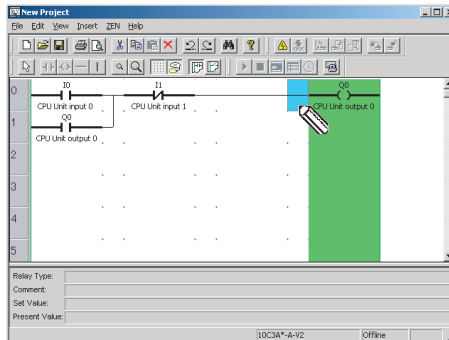 New Project
File Edit View Insert ZEN Help
0
I0
I1
Q0
CPU Unit input 0
CPU Unit input 1
CPU Unit output 0
1
Q0
CPU Unit output 0
2
3
4
5
Relay Type:
Comment:
Set Value:
Present Value:
10C3A*-A-V2
Offline